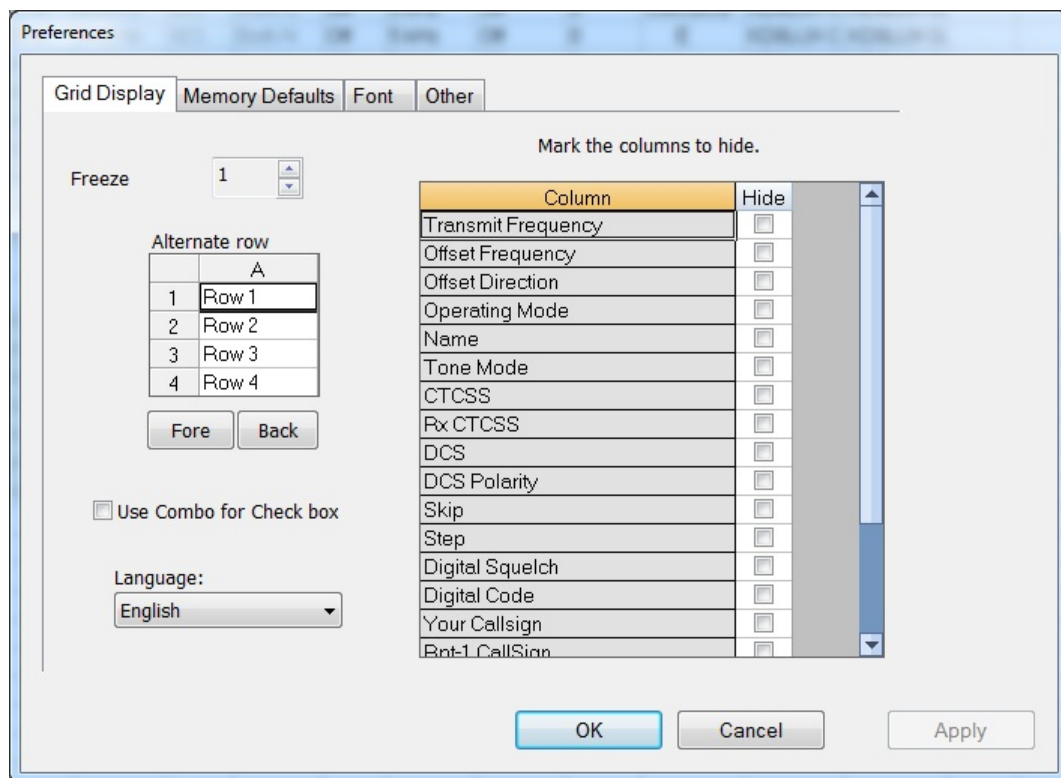 Preferences
Grid Display Memory Defaults Font Other
Mark the columns to hide.
Freeze 1
Column Hide
Transmit Frequency
Offset Frequency
Offset Direction
Operating Mode
Name
Tone Mode
CTCSS
Rx CTCSS
DCS
DCS Polarity
Skip
Step
Digital Squelch
Digital Code
Your Callsign
Rpt-1 CallSign
Alternate row
A
1 Row 1
2 Row 2
3 Row 3
4 Row 4
Fore Back
Use Combo for Check box
Language:
English
OK Cancel Apply